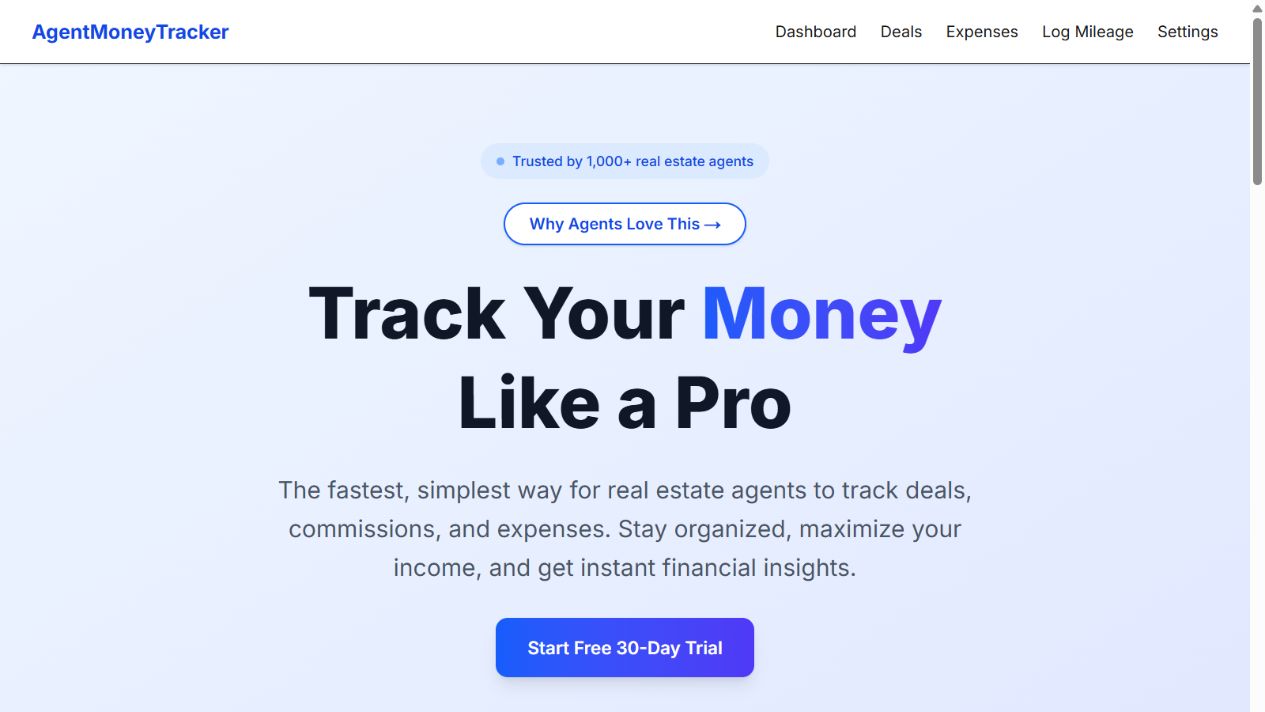 AgentMoneyTracker
Dashboard Deals Expenses Log Mileage Settings
Trusted by 1,000+ real estate agents
Why Agents Love This →
Track Your Money
Like a Pro
The fastest, simplest way for real estate agents to track deals,
commissions, and expenses. Stay organized, maximize your
income, and get instant financial insights.
Start Free 30-Day Trial